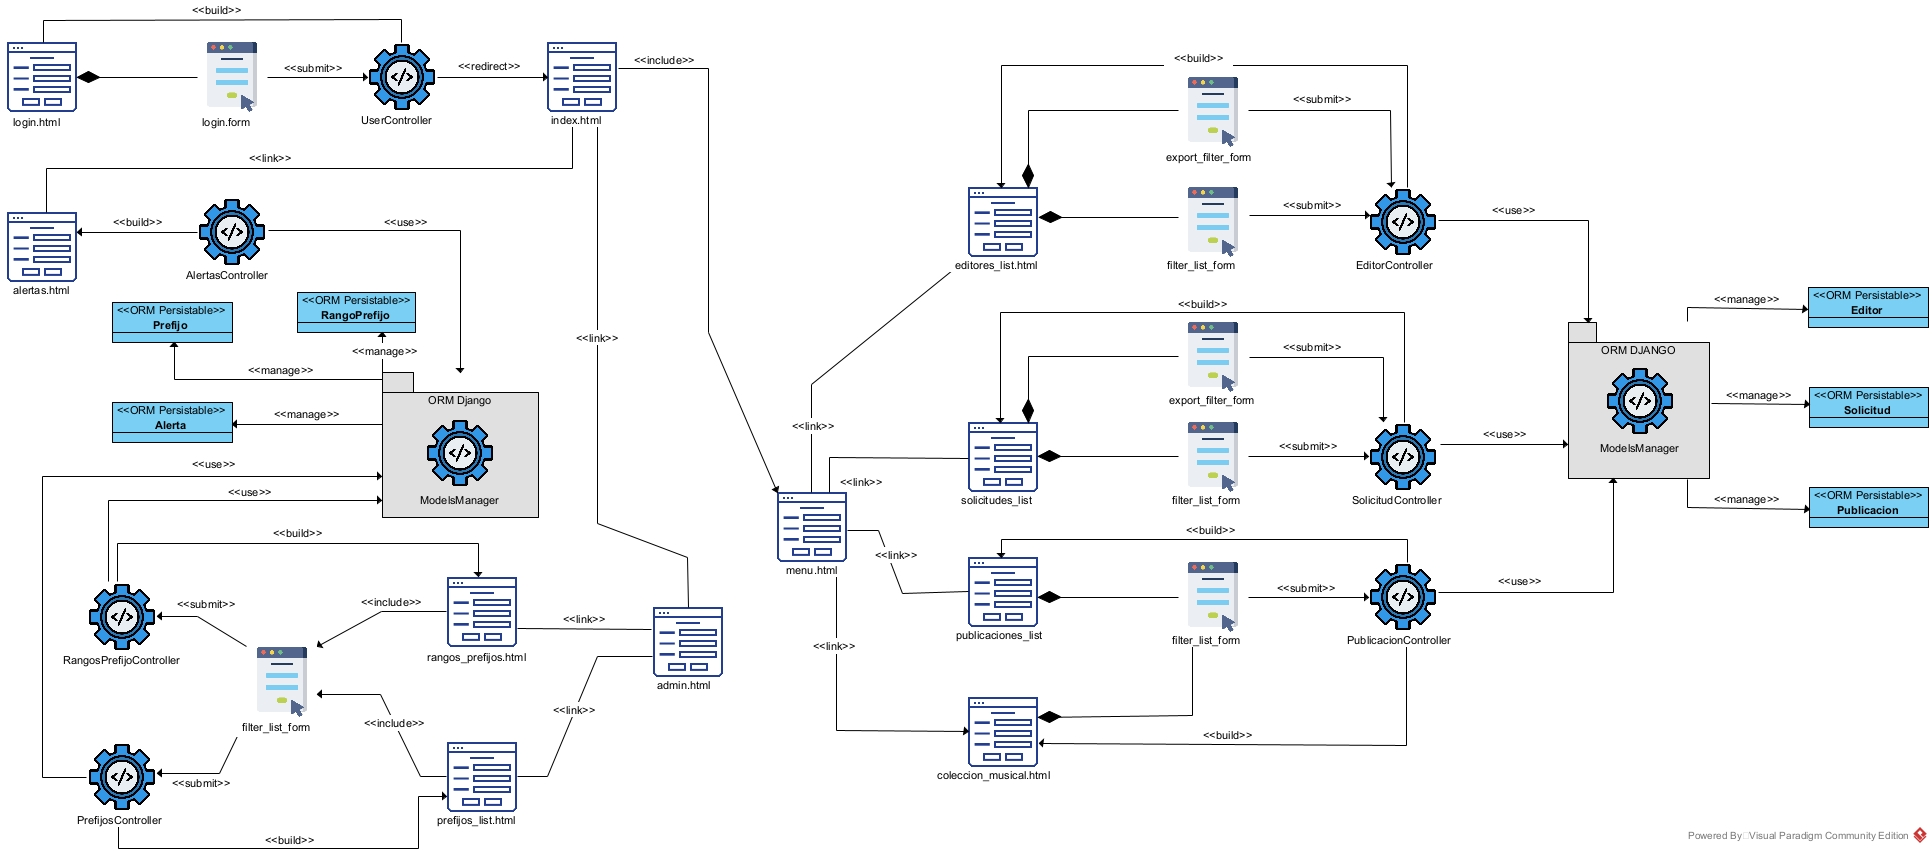 <<build>>
<<submit>>
<<redirect>>
<<include>>
login.html
login.form
UserController
index.html
<<link>>
<<build>>
<<use>>
AlertasController
alertas.html
<<ORM Persistable>>
Prefijo
<<ORM Persistable>>
RangoPrefijo
<<manage>>
<<manage>>
<<ORM Persistable>>
Alerta
<<manage>>
ORM Django
ModelsManager
<<use>>
<<use>>
<<build>>
<<submit>>
<<include>>
<<link>>
<<link>>
RangosPrefijoController
rangos_prefijos.html
admin.html
filter_list_form
<<include>>
<<link>>
<<submit>>
PrefijosController
prefijos_list.html
<<build>>
<<build>>
<<submit>>
export_filter_form
<<submit>>
<<use>>
editores_list.html
filter_list_form
EditorController
<<build>>
<<submit>>
export_filter_form
<<link>>
<<submit>>
<<use>>
<<link>>
solicitudes_list
filter_list_form
SolicitudController
<<build>>
<<link>>
menu.html
<<submit>>
<<use>>
publicaciones_list
filter_list_form
PublicacionController
<<link>>
<<build>>
coleccion_musical.html
ORM DJANGO
ModelsManager
<<manage>>
<<ORM Persistable>>
Editor
<<manage>>
<<ORM Persistable>>
Solicitud
<<manage>>
<<ORM Persistable>>
Publicacion
Powered By Visual Paradigm Community Edition